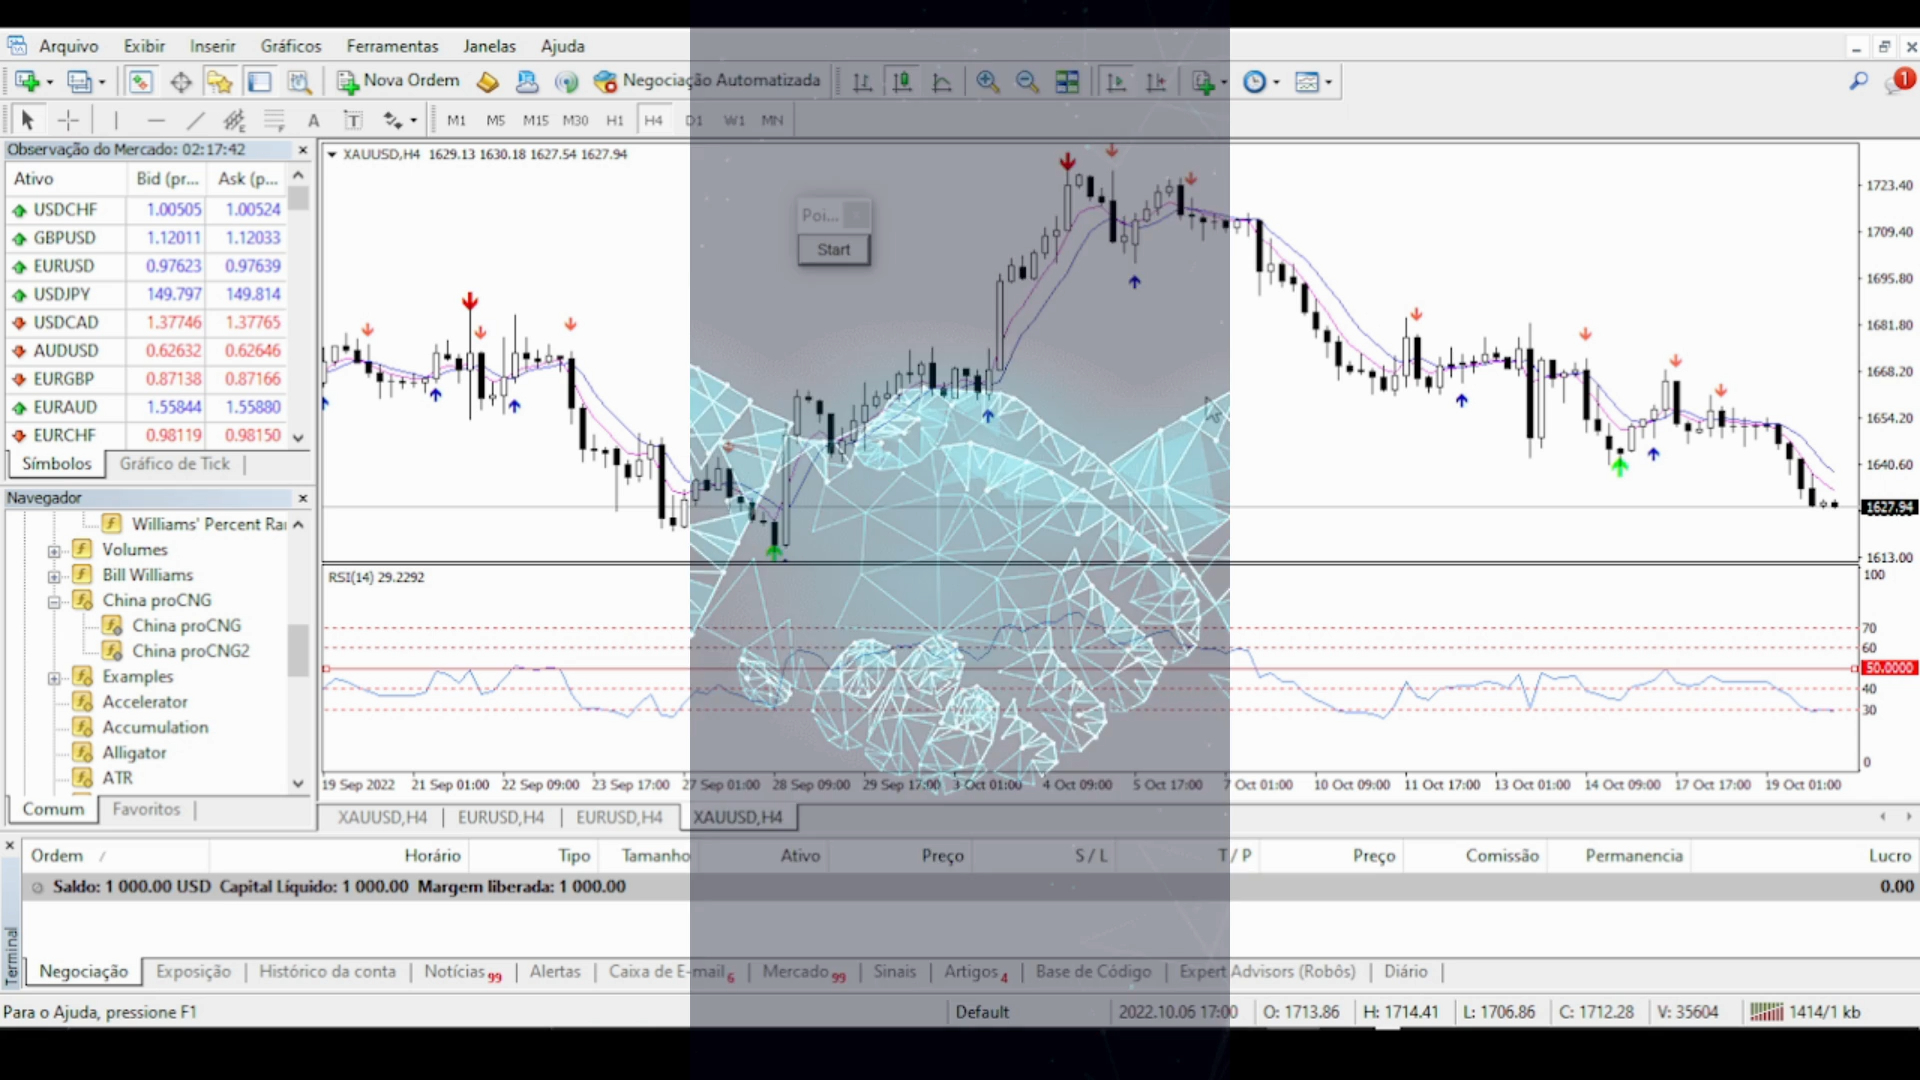 Arquivo Exibir Inserir Gráficos Ferramentas Janelas Ajuda
Nova Ordem Negociação Automatizada 1
A T M1 M5 M15 M30 H1 H4 D1 W1 MN
Observação do Mercado: 02:17:42
Ativo Bid (pr... Ask (p...
USDCHF 1.00505 1.00524
GBPUSD 1.12011 1.12033
EURUSD 0.97623 0.97639
USDJPY 149.797 149.814
USDCAD 1.37746 1.37765
AUDUSD 0.62632 0.62646
EURGBP 0.87138 0.87166
EURAUD 1.55844 1.55880
EURCHF 0.98119 0.98150
Símbolos Gráfico de Tick
Navegador
Williams' Percent Ra
Volumes
Bill Williams
China proCNG
China proCNG
China proCNG2
Examples
Accelerator
Accumulation
Alligator
ATR
Comum Favoritos
XAUUSD,H4 1629.13 1630.18 1627.54 1627.94
Poi...
Start
1723.40
1709.40
1695.80
1681.80
1668.20
1654.20
1640.60
1627.94
1613.00
RSI(14) 29.2292
100
70
60
50.0000
40
30
0
19 Sep 2022 21 Sep 01:00 22 Sep 09:00 23 Sep 17:00 27 Sep 01:00 28 Sep 09:00 29 Sep 17:00 3 Oct 01:00 4 Oct 09:00 5 Oct 17:00 7 Oct 01:00 10 Oct 09:00 11 Oct 17:00 13 Oct 01:00 14 Oct 09:00 17 Oct 17:00 19 Oct 01:00
XAUUSD,H4 EURUSD,H4 EURUSD,H4 XAUUSD,H4
Ordem / Horário Tipo Tamanho Ativo Preço S / L T / P Preço Comissão Permanencia Lucro
Saldo: 1 000.00 USD Capital Líquido: 1 000.00 Margem liberada: 1 000.00 0.00
Terminal
Negociação Exposição Histórico da conta Notícias 99 Alertas Caixa de E-mail 6 Mercado 99 Sinais Artigos 4 Base de Código Expert Advisors (Robôs) Diário
Para o Ajuda, pressione F1 Default 2022.10.06 17:00 O: 1713.86 H: 1714.41 L: 1706.86 C: 1712.28 V: 35604 1414/1 kb